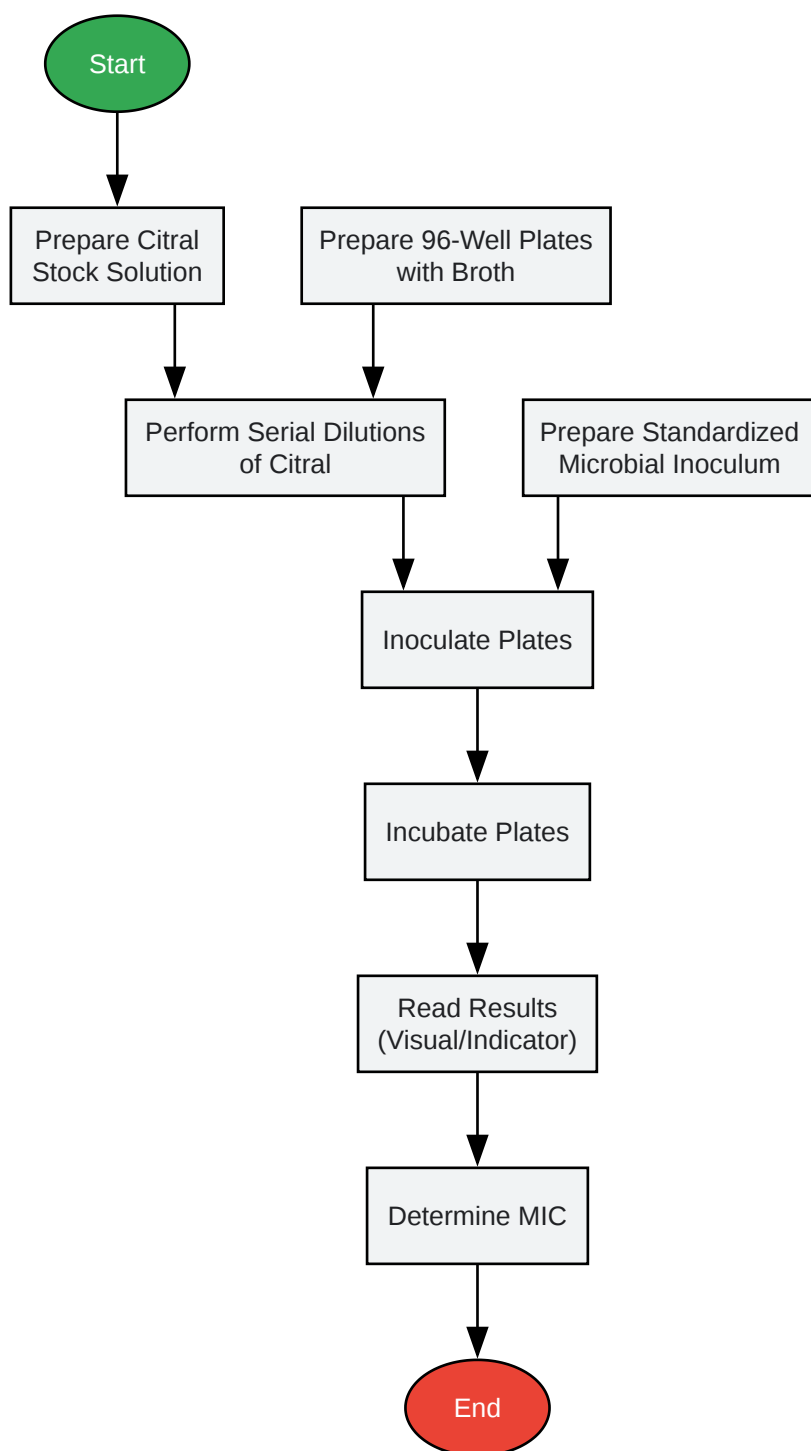 Start
Prepare Citral
Stock Solution
Prepare 96-Well Plates
with Broth
Perform Serial Dilutions
of Citral
Prepare Standardized
Microbial Inoculum
Inoculate Plates
Incubate Plates
Read Results
(Visual/Indicator)
Determine MIC
End